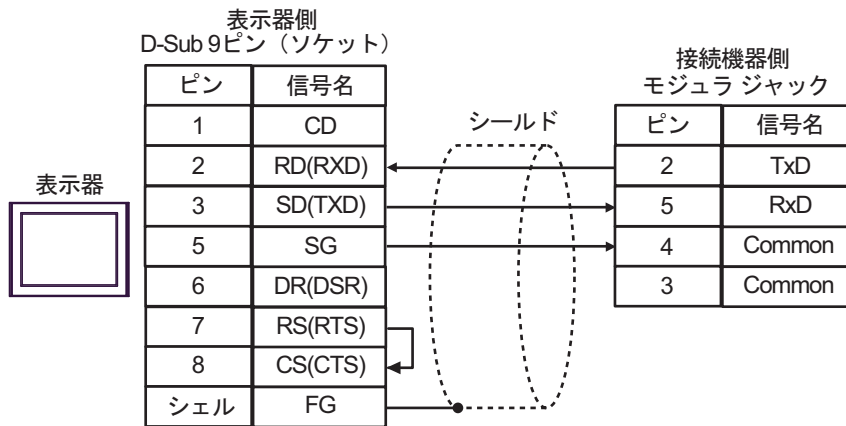 表示器側
D-Sub 9ピン（ソケット）
接続機器側
モジュラ ジャック
ピン 信号名
シールド
ピン 信号名
1 CD
2 RD(RXD)
2 TxD
表示器
3 SD(TXD)
5 RxD
5 SG
4 Common
6 DR(DSR)
3 Common
7 RS(RTS)
8 CS(CTS)
シェル FG